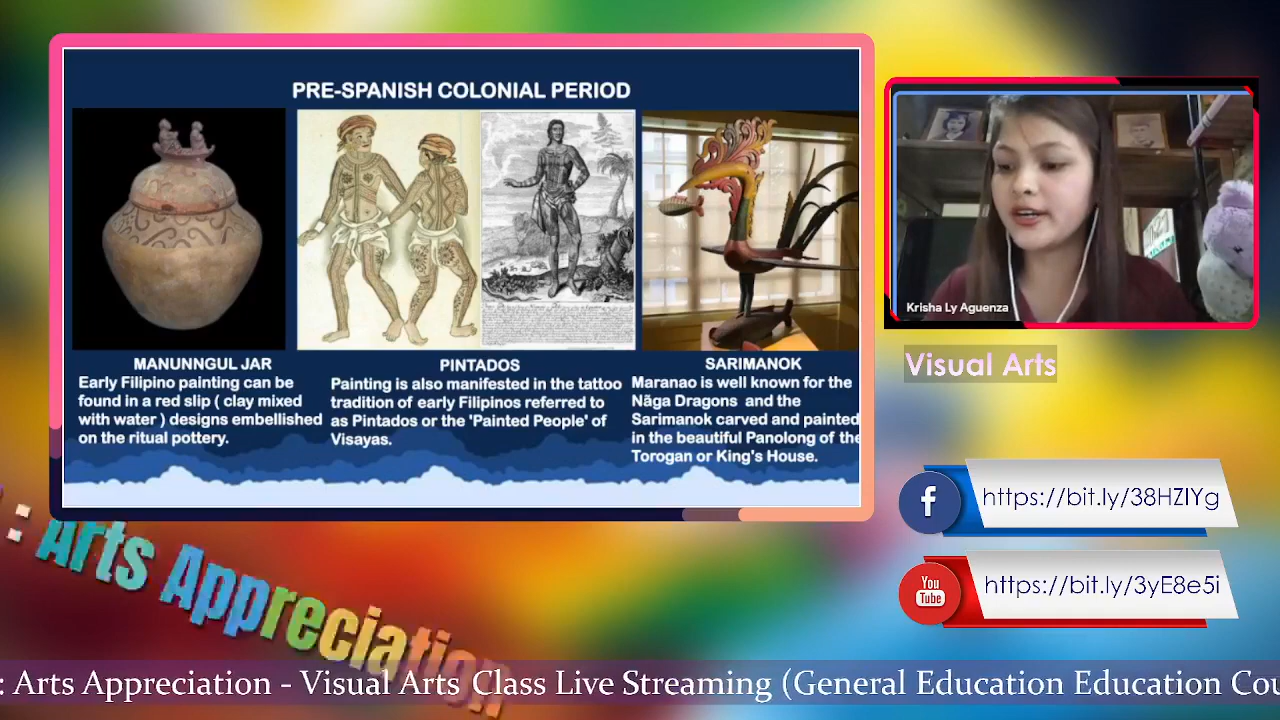 PRE-SPANISH COLONIAL PERIOD
MANUNNGUL JAR
Early Filipino painting can be
found in a red slip ( clay mixed
with water ) designs embellished
on the ritual pottery.
PINTADOS
Painting is also manifested in the tattoo
tradition of early Filipinos referred to
as Pintados or the 'Painted People' of
Visayas.
SARIMANOK
Maranao is well known for the
Nãga Dragons and the
Sarimanok carved and painted
in the beautiful Panolong of the
Torogan or King's House.
Krisha Ly Aguenza
Visual Arts
https://bit.ly/38HZIYg
You
Tube
https://bit.ly/3yE8e5i
: Arts Appreciation
: Arts Appreciation - Visual Arts Class Live Streaming (General Education Education Cou